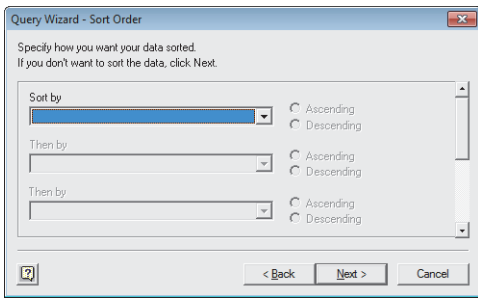 Query Wizard - Sort Order
Specify how you want your data sorted.
If you don't want to sort the data, click Next.
Sort by
Ascending
Descending
Then by
Ascending
Descending
Then by
Ascending
Descending
?
< Back
Next >
Cancel